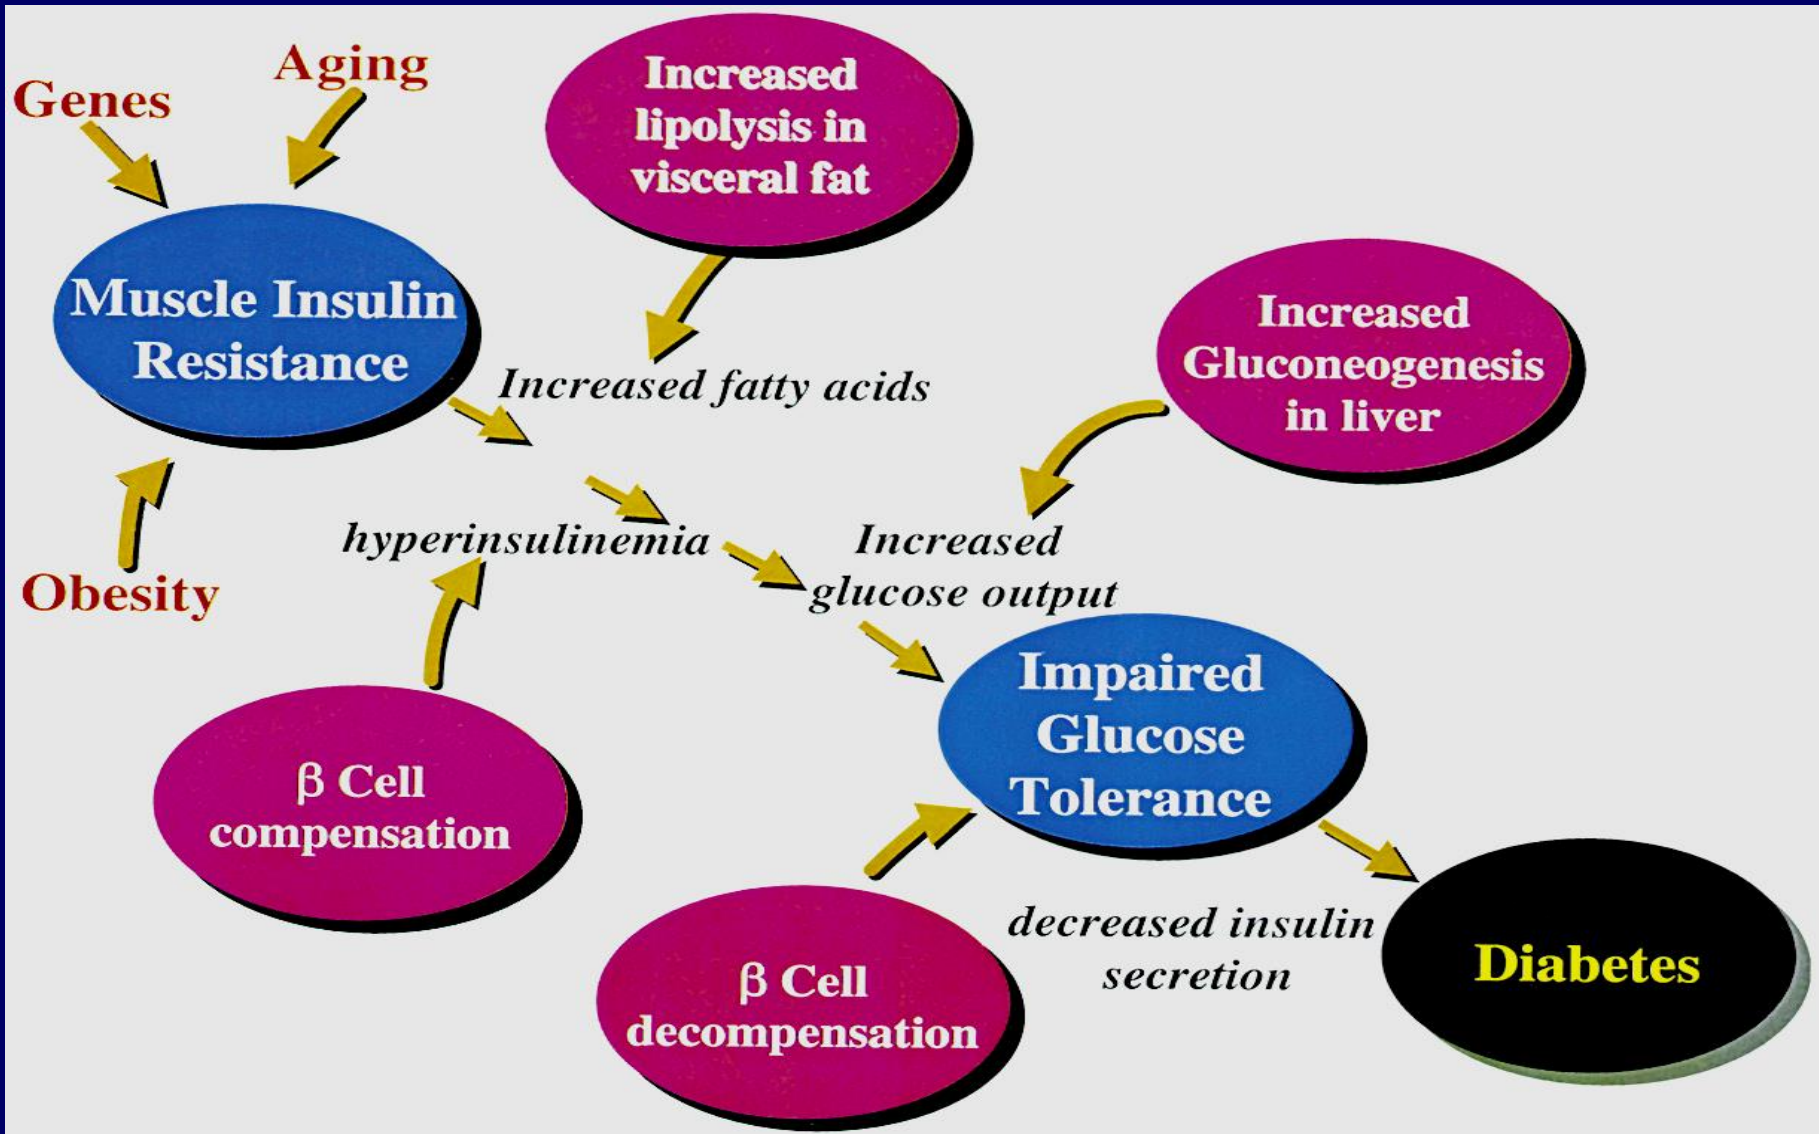 Genes
Aging
Increased
lipolysis in
visceral fat
Muscle Insulin
Resistance
Increased fatty acids
Increased
Gluconeogenesis
in liver
Obesity
hyperinsulinemia
Increased
glucose output
β Cell
compensation
Impaired
Glucose
Tolerance
β Cell
decompensation
decreased insulin
secretion
Diabetes